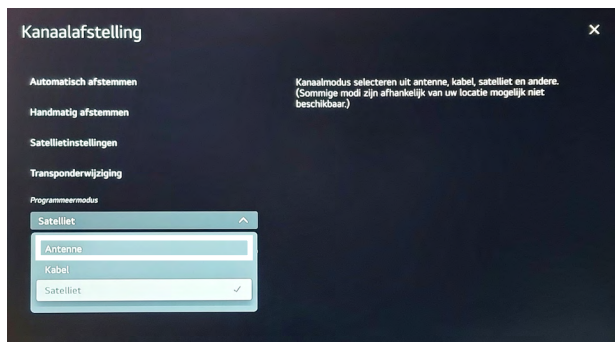 Kanaalafstelling
Automatisch afstemmen
Handmatig afstemmen
Satellietinstellingen
Transponderwijziging
Programmeermodus
Satelliet
Antenne
Kabel
Satelliet
Kanaalmodus selecteren uit antenne, kabel, satelliet en andere.
(Sommige modi zijn afhankelijk van uw locatie mogelijk niet
beschikbaar.)